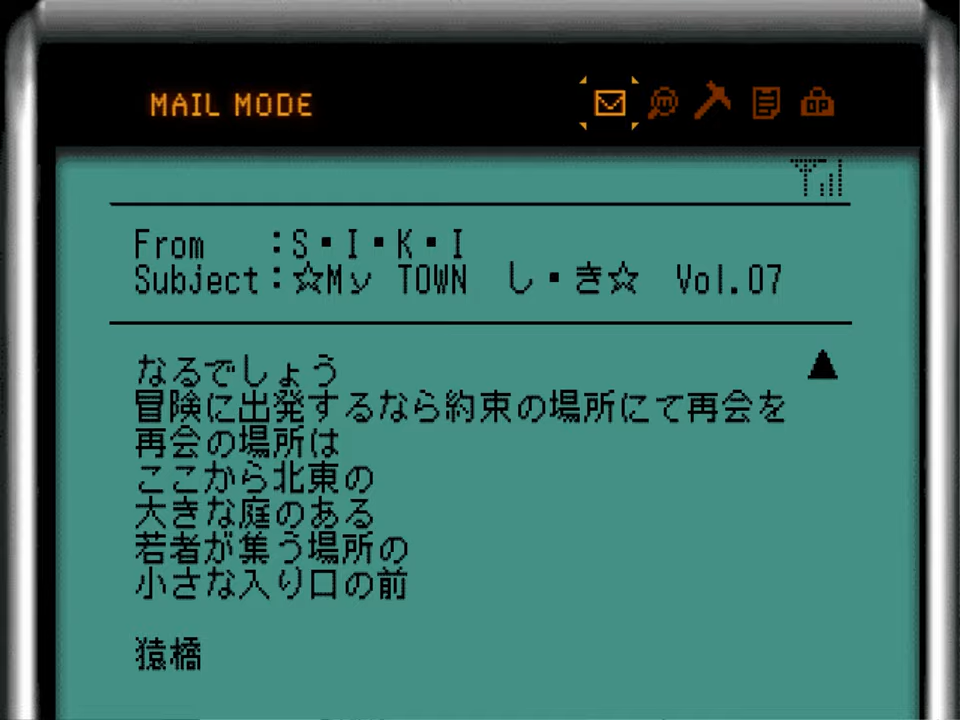 MAIL MODE
From :S・I・K・I
Subject:☆My TOWN し・き☆ Vol.07
なるでしょう
冒険に出発するなら約束の場所にて再会を
再会の場所は
ここから北東の
大きな庭のある
若者が集う場所の
小さな入り口の前
猿橋